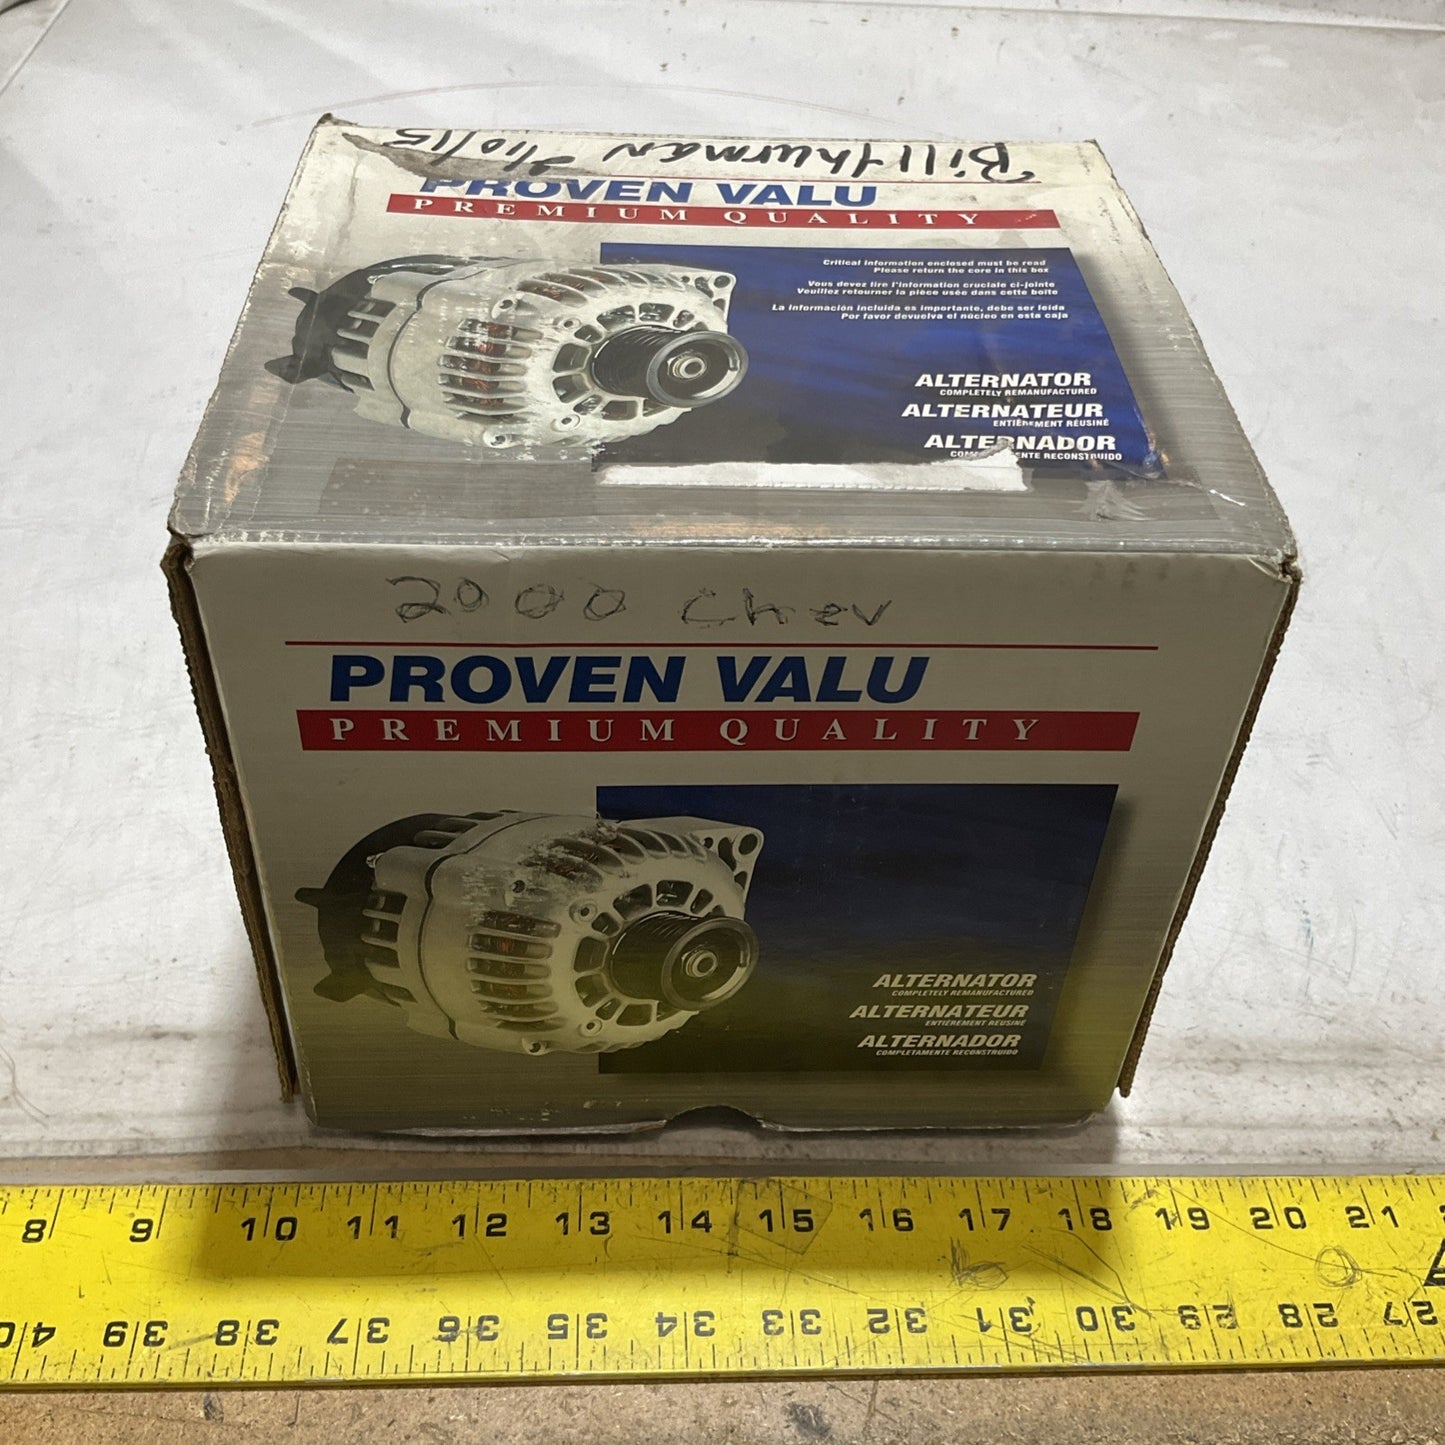 Bill thurman 2/10/15
PROVEN VALU
PREMIUM QUALITY
Critical information enclosed must be read
Please return the core in this box
Vous devez lire l'information cruciale ci-jointe
Veuillez retourner la pièce usée dans cette boîte
La información incluida es importante, debe ser leída
Por favor devuelva el núcleo en esta caja
ALTERNATOR
COMPLETELY REMANUFACTURED
ALTERNATEUR
ENTIÈREMENT RÉUSINÉ
ALTERNADOR
COMPLETAMENTE RECONSTRUIDO
2000 Chev
PROVEN VALU
PREMIUM QUALITY
ALTERNATOR
COMPLETELY REMANUFACTURED
ALTERNATEUR
ENTIÈREMENT RÉUSINÉ
ALTERNADOR
COMPLETAMENTE RECONSTRUIDO
8 9 10 11 12 13 14 15 16 17 18 19 20 21
40 39 38 37 36 35 34 33 32 31 30 29 28 27